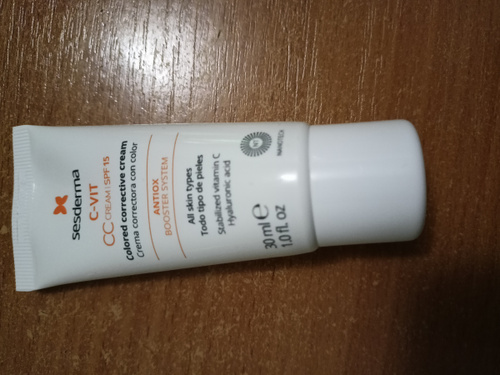 sesderma
C-VIT
CC CREAM | SPF 15
Colored corrective cream
Crema correctora con color
ANTIOX
BOOSTER SYSTEM
All skin types
Todo tipo de pieles
Stabilized vitamin C
Hyaluronic acid
NANOTECH
30 ml ℮
1.0 fl. oz